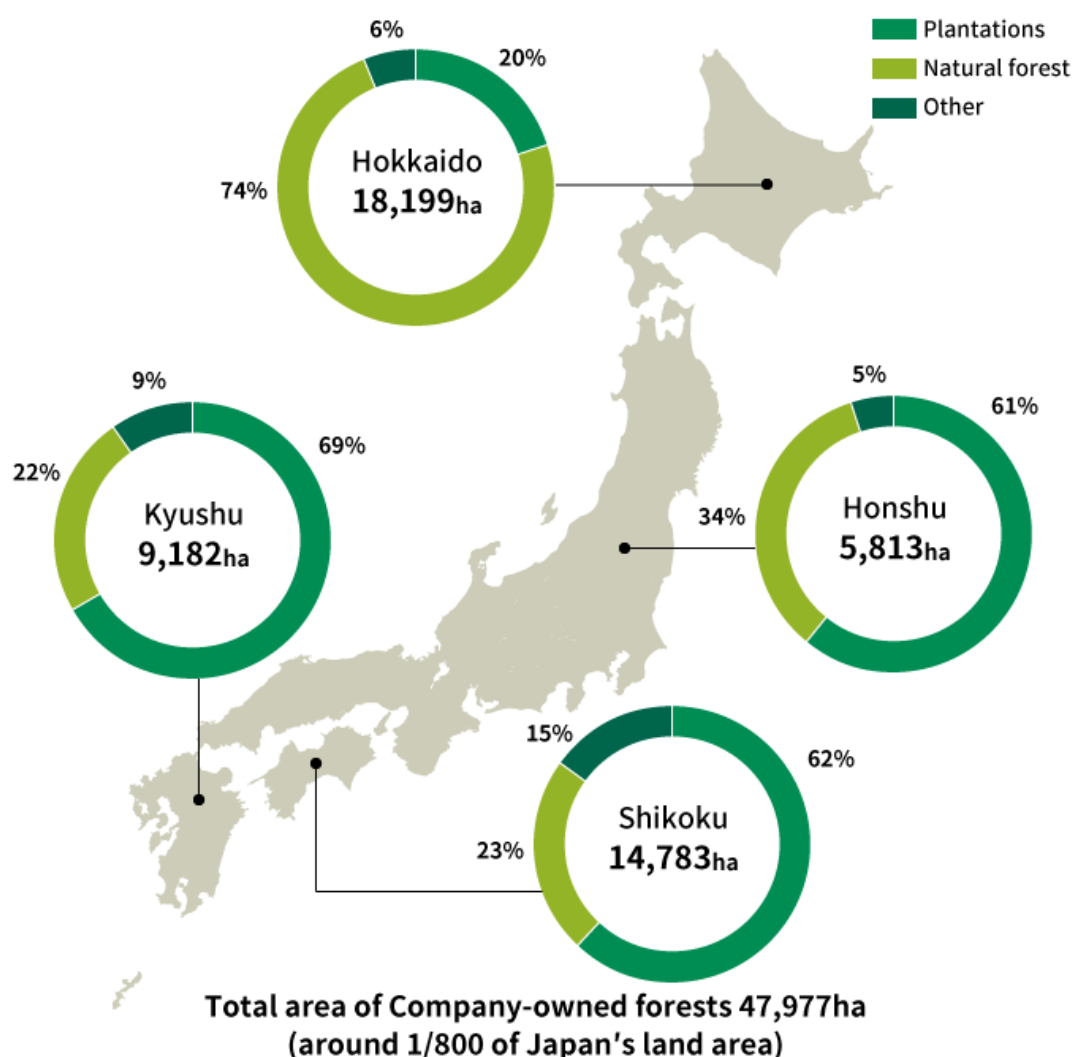 Plantations
Natural forest
Other
6%
20%
74%
Hokkaido
18,199ha
9%
69%
22%
Kyushu
9,182ha
5%
61%
34%
Honshu
5,813ha
15%
62%
23%
Shikoku
14,783ha
Total area of Company-owned forests 47,977ha
(around 1/800 of Japan's land area)